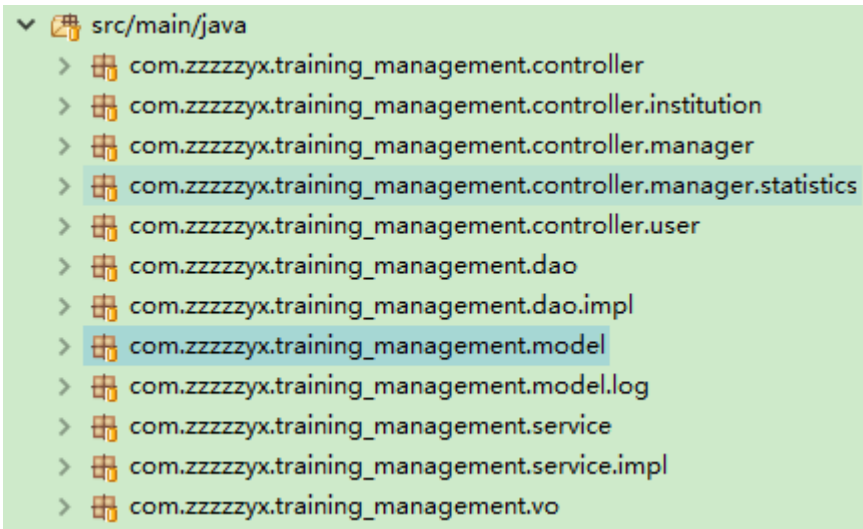 src/main/java
com.zzzzzyx.training_management.controller
com.zzzzzyx.training_management.controller.institution
com.zzzzzyx.training_management.controller.manager
com.zzzzzyx.training_management.controller.manager.statistics
com.zzzzzyx.training_management.controller.user
com.zzzzzyx.training_management.dao
com.zzzzzyx.training_management.dao.impl
com.zzzzzyx.training_management.model
com.zzzzzyx.training_management.model.log
com.zzzzzyx.training_management.service
com.zzzzzyx.training_management.service.impl
com.zzzzzyx.training_management.vo